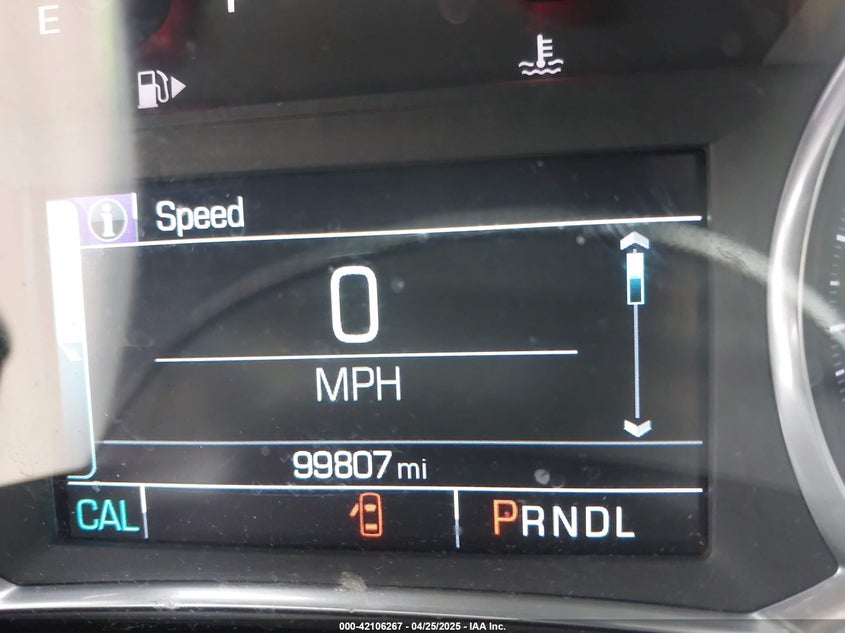 E
Speed
0
MPH
99807 mi
CAL PRNDL
000-42106267 - 04/25/2025 - IAA Inc.